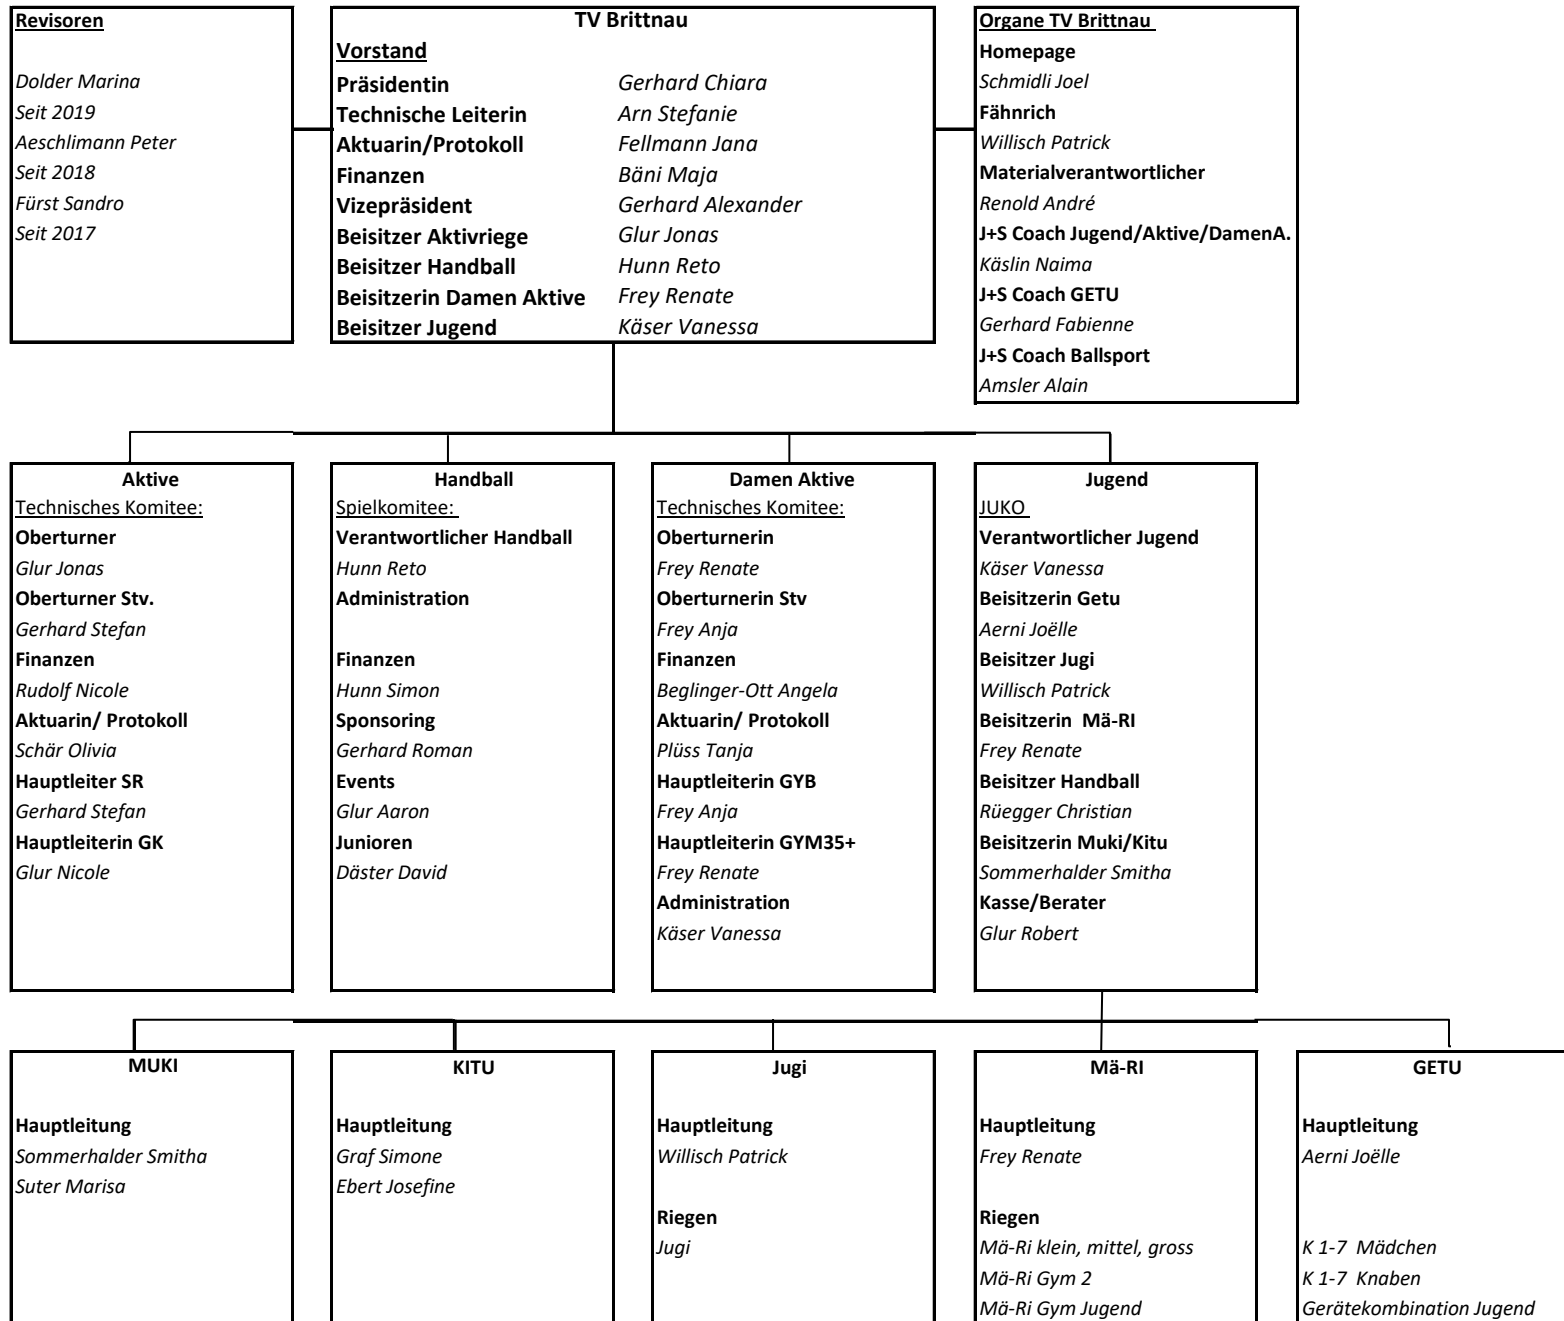 Revisoren
Dolder Marina
Seit 2019
Aeschlimann Peter
Seit 2018
Fürst Sandro
Seit 2017
TV Brittnau
Vorstand
Präsidentin Gerhard Chiara
Technische Leiterin Arn Stefanie
Aktuarin/Protokoll Fellmann Jana
Finanzen Bäni Maja
Vizepräsident Gerhard Alexander
Beisitzer Aktivriege Glur Jonas
Beisitzer Handball Hunn Reto
Beisitzerin Damen Aktive Frey Renate
Beisitzer Jugend Käser Vanessa
Organe TV Brittnau
Homepage
Schmidli Joel
Fähnrich
Willisch Patrick
Materialverantwortlicher
Renold André
J+S Coach Jugend/Aktive/DamenA.
Käslin Naima
J+S Coach GETU
Gerhard Fabienne
J+S Coach Ballsport
Amsler Alain
Aktive
Technisches Komitee:
Oberturner
Glur Jonas
Oberturner Stv.
Gerhard Stefan
Finanzen
Rudolf Nicole
Aktuarin/ Protokoll
Schär Olivia
Hauptleiter SR
Gerhard Stefan
Hauptleiterin GK
Glur Nicole
Handball
Spielkomitee:
Verantwortlicher Handball
Hunn Reto
Administration
Finanzen
Hunn Simon
Sponsoring
Gerhard Roman
Events
Glur Aaron
Junioren
Däster David
Damen Aktive
Technisches Komitee:
Oberturnerin
Frey Renate
Oberturnerin Stv
Frey Anja
Finanzen
Beglinger-Ott Angela
Aktuarin/ Protokoll
Plüss Tanja
Hauptleiterin GYB
Frey Anja
Hauptleiterin GYM35+
Frey Renate
Administration
Käser Vanessa
Jugend
JUKO
Verantwortlicher Jugend
Käser Vanessa
Beisitzerin Getu
Aerni Joëlle
Beisitzer Jugi
Willisch Patrick
Beisitzerin Mä-RI
Frey Renate
Beisitzer Handball
Rüegger Christian
Beisitzerin Muki/Kitu
Sommerhalder Smitha
Kasse/Berater
Glur Robert
MUKI
Hauptleitung
Sommerhalder Smitha
Suter Marisa
KITU
Hauptleitung
Graf Simone
Ebert Josefine
Jugi
Hauptleitung
Willisch Patrick
Riegen
Jugi
Mä-RI
Hauptleitung
Frey Renate
Riegen
Mä-Ri klein, mittel, gross
Mä-Ri Gym 2
Mä-Ri Gym Jugend
GETU
Hauptleitung
Aerni Joëlle
K 1-7 Mädchen
K 1-7 Knaben
Gerätekombination Jugend